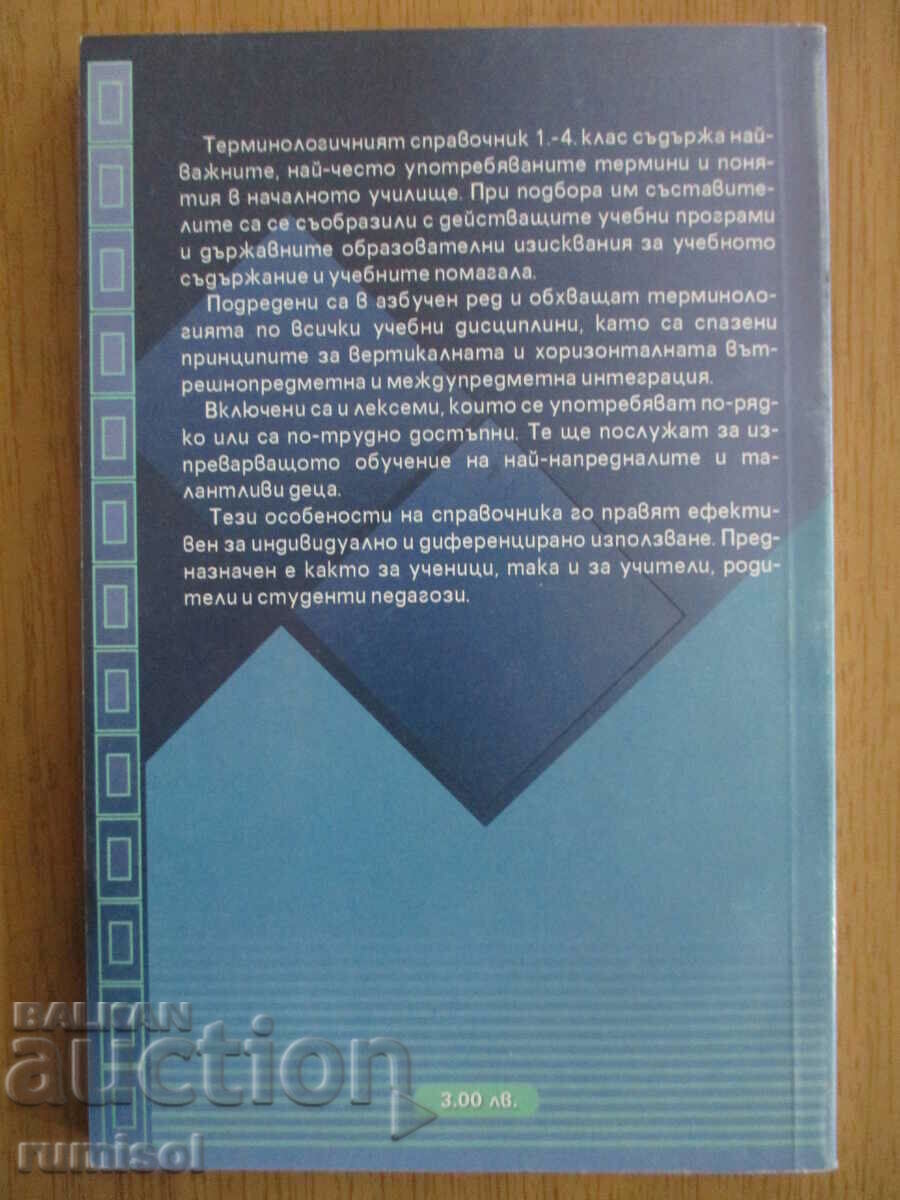 Терминологичният справочник 1.-4. клас съдържа най-
важните, най-често употребяваните термини и поня-
тия в началното училище. При подбора им съставите-
лите са се съобразили с действащите учебни програми
и държавните образователни изисквания за учебното
съдържание и учебните помагала.
Подредени са в азбучен ред и обхващат терминоло-
гията по всички учебни дисциплини, като са спазени
принципите за вертикалната и хоризонталната вът-
решнопредметна и междупредметна интеграция.
Включени са и лексеми, които се употребяват по-ряд-
ко или са по-трудно достъпни. Те ще послужат за из-
преварващото обучение на най-напредналите и та-
лантливи деца.
Тези особености на справочника го правят ефекти-
вен за индивидуално и диференцирано използване. Пред-
назначен е както за ученици, така и за учители, роди-
тели и студенти педагози.
BALKAN
auction
3.00 лв.
rumisol